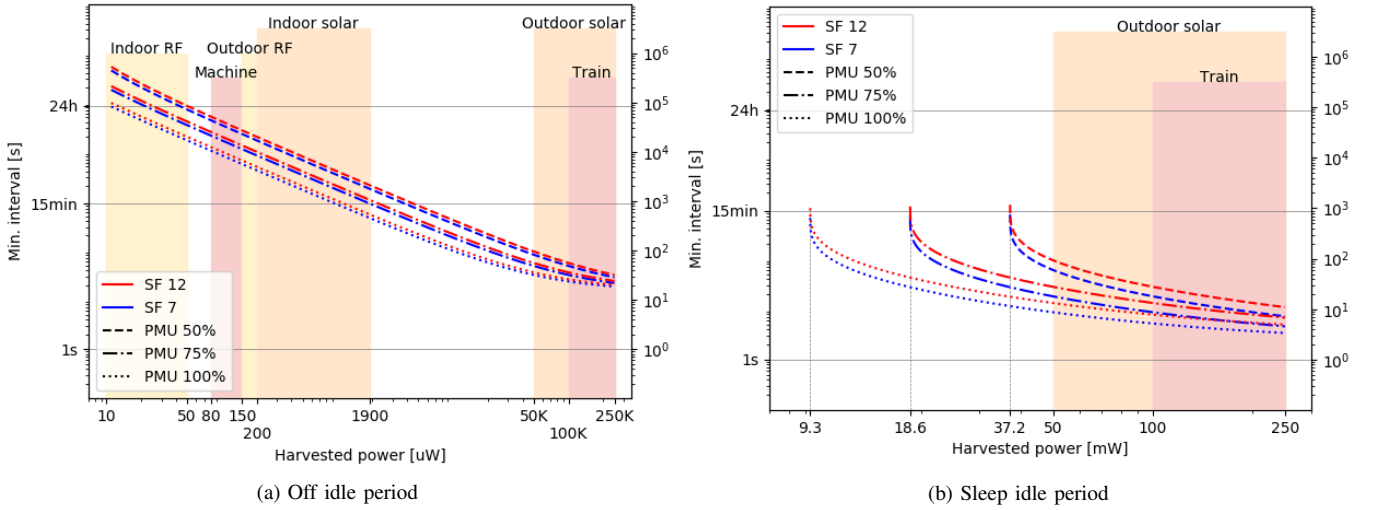 Indoor solar
Outdoor solar
Indoor RF
Outdoor RF
Machine
Train
10^6
10^5
10^4
10^3
10^2
10^1
10^0
24h
15min
1s
Min. interval [s]
SF 12
SF 7
PMU 50%
PMU 75%
PMU 100%
10
50
80
150
200
1900
50K
100K
250K
Harvested power [uW]
(a) Off idle period
SF 12
SF 7
PMU 50%
PMU 75%
PMU 100%
Outdoor solar
Train
10^6
10^5
10^4
10^3
10^2
10^1
10^0
24h
15min
1s
Min. interval [s]
9.3
18.6
37.2
50
100
250
Harvested power [mW]
(b) Sleep idle period